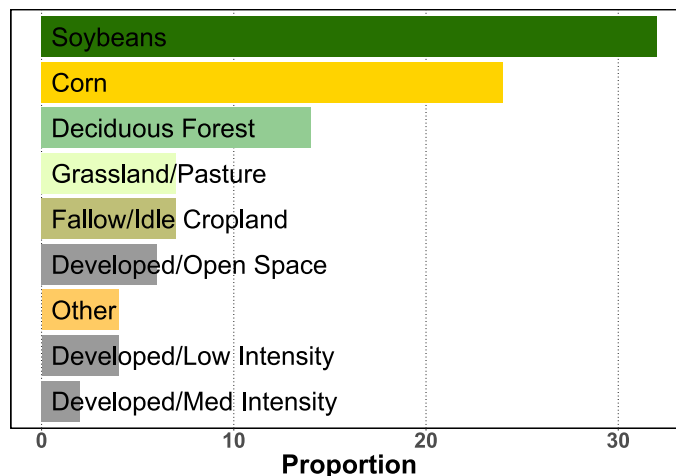 Soybeans
Corn
Deciduous Forest
Grassland/Pasture
Fallow/Idle Cropland
Developed/Open Space
Other
Developed/Low Intensity
Developed/Med Intensity
0 10 20 30
Proportion